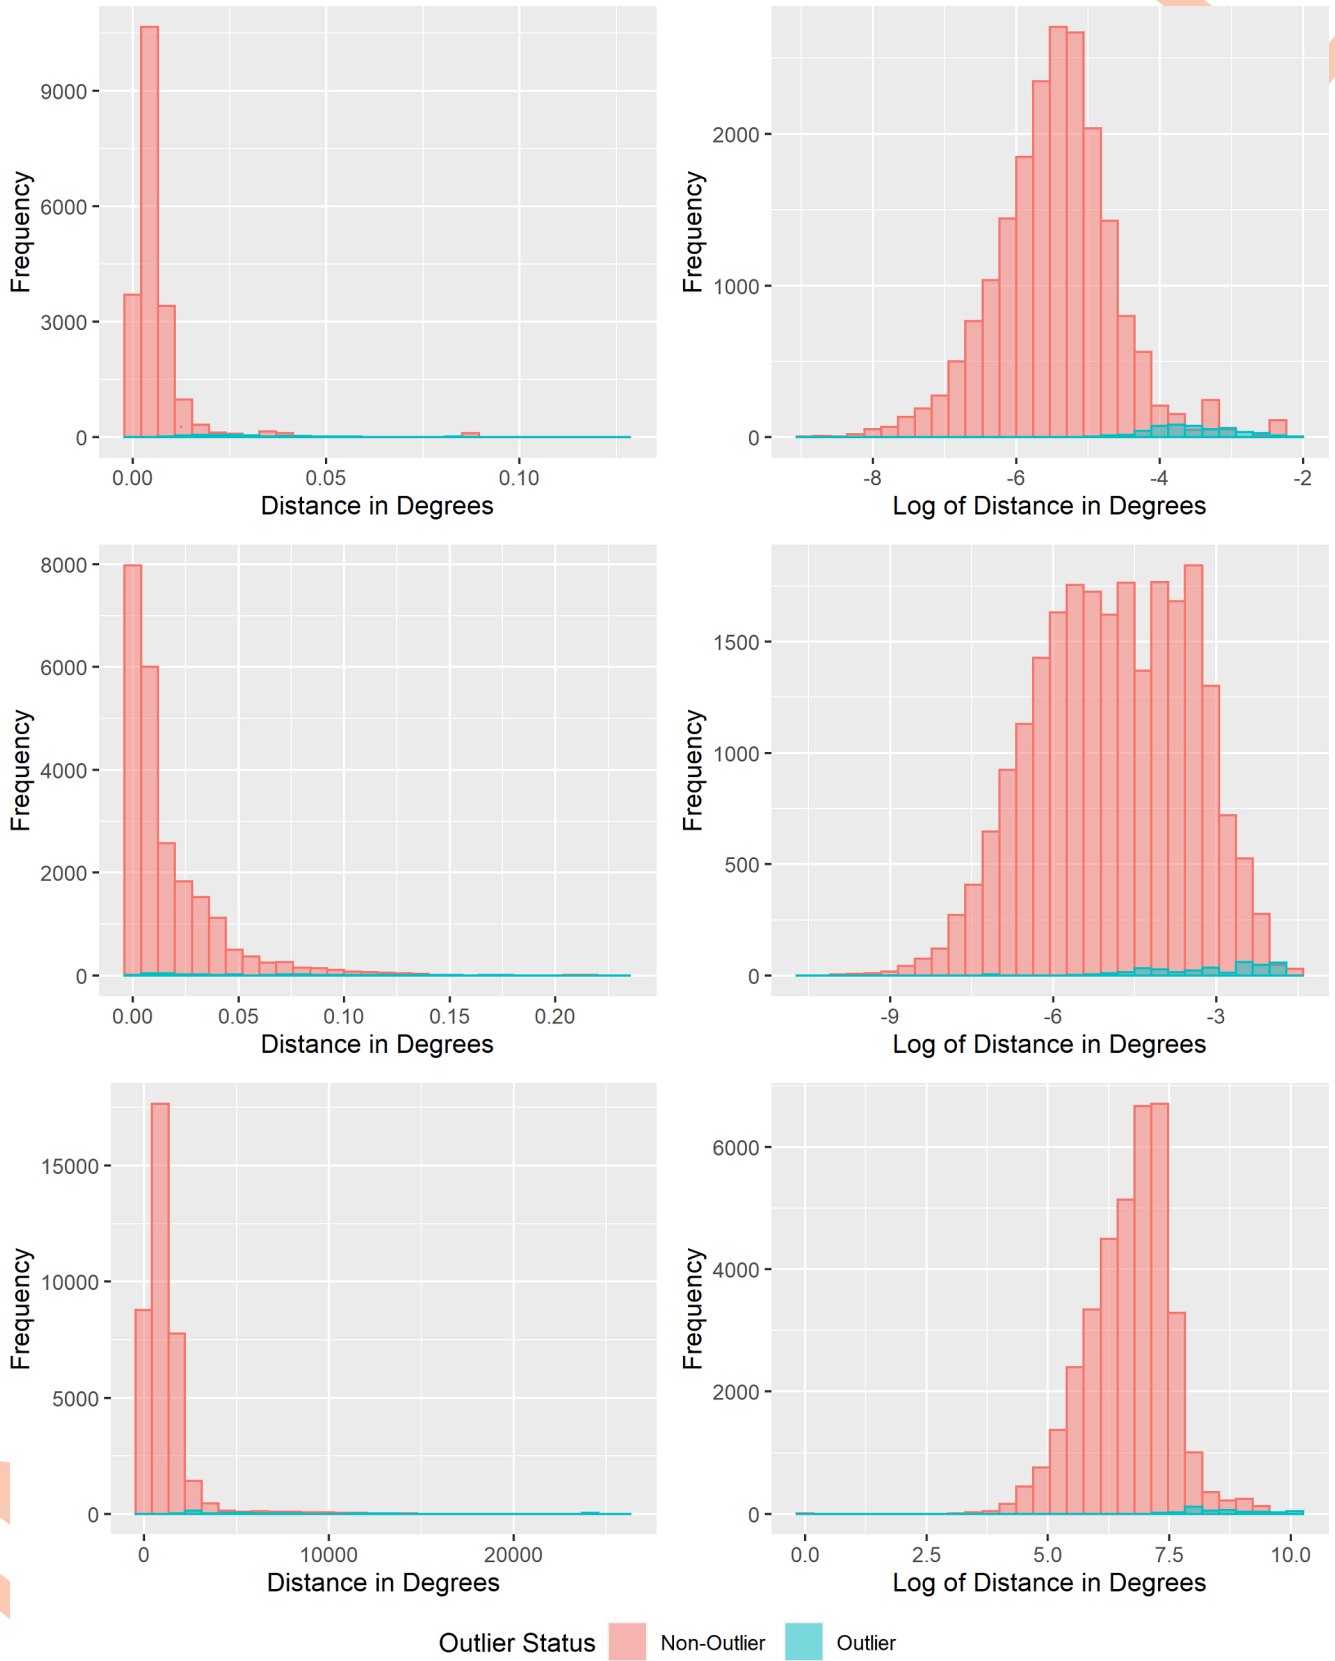 Frequency
9000
6000
3000
0
0.00 0.05 0.10
Distance in Degrees
Frequency
2000
1000
0
-8 -6 -4 -2
Log of Distance in Degrees
Frequency
8000
6000
4000
2000
0
0.00 0.05 0.10 0.15 0.20
Distance in Degrees
Frequency
1500
1000
500
0
-9 -6 -3
Log of Distance in Degrees
Frequency
15000
10000
5000
0
0 10000 20000
Distance in Degrees
Frequency
6000
4000
2000
0
0.0 2.5 5.0 7.5 10.0
Log of Distance in Degrees
Outlier Status Non-Outlier Outlier